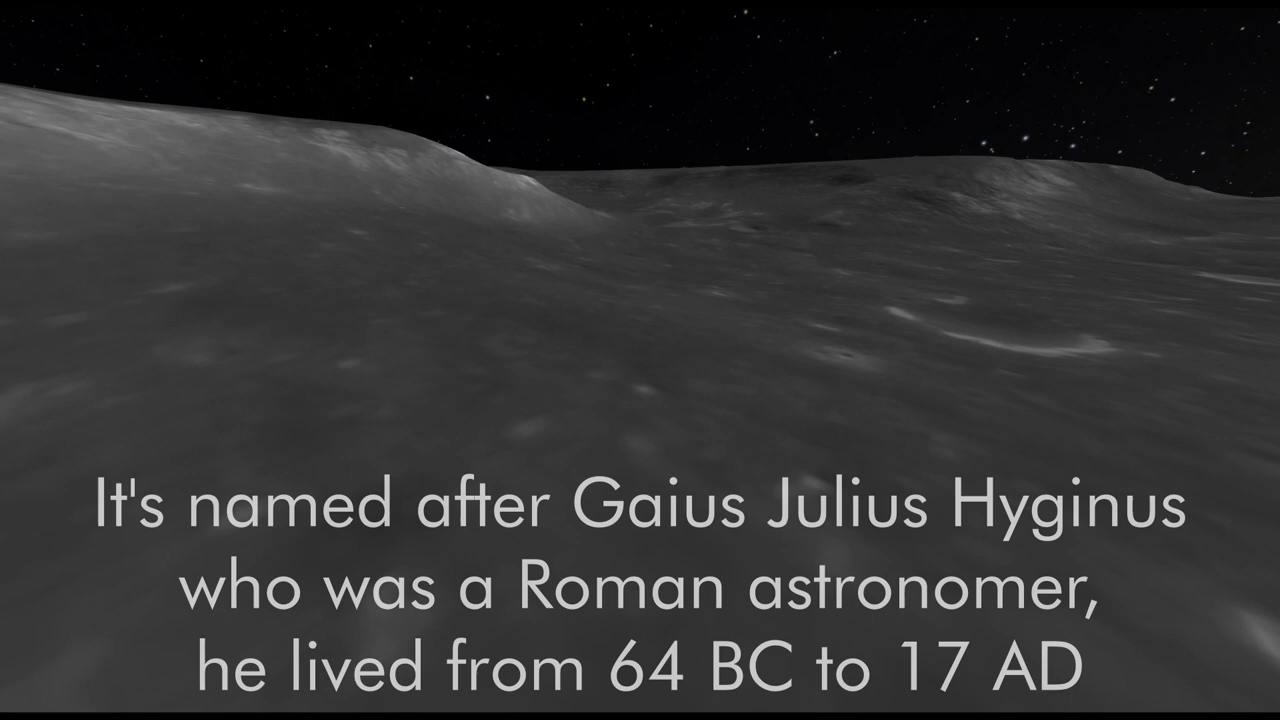 It's named after Gaius Julius Hyginus
who was a Roman astronomer,
he lived from 64 BC to 17 AD